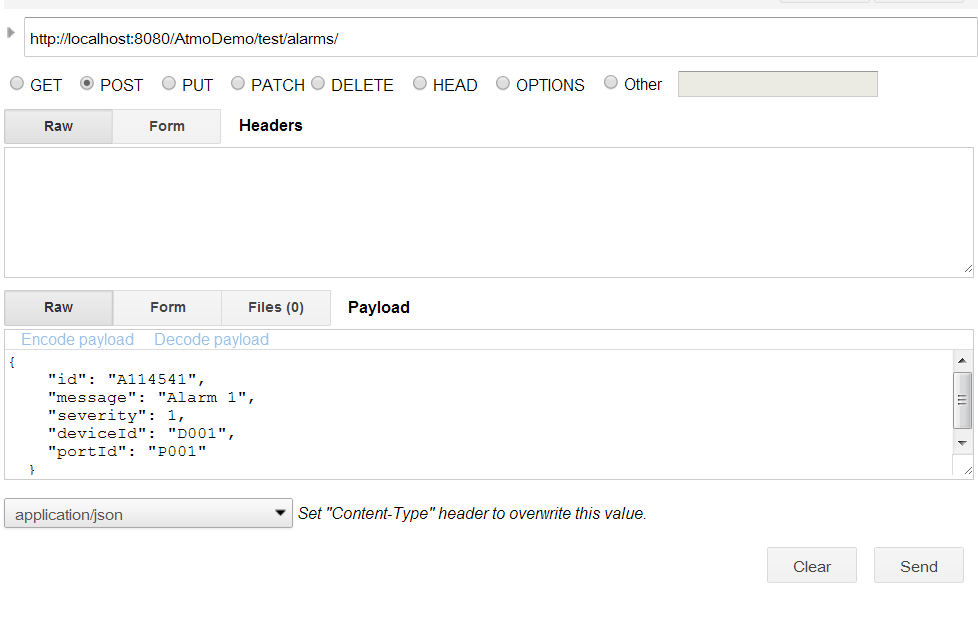 http://localhost:8080/AtmoDemo/test/alarms/
GET POST PUT PATCH DELETE HEAD OPTIONS Other
Raw Form Headers
Raw Form Files (0) Payload
Encode payload Decode payload
{
"id": "A114541",
"message": "Alarm 1",
"severity": 1,
"deviceId": "D001",
"portId": "P001"
}
application/json Set "Content-Type" header to overwrite this value.
Clear Send